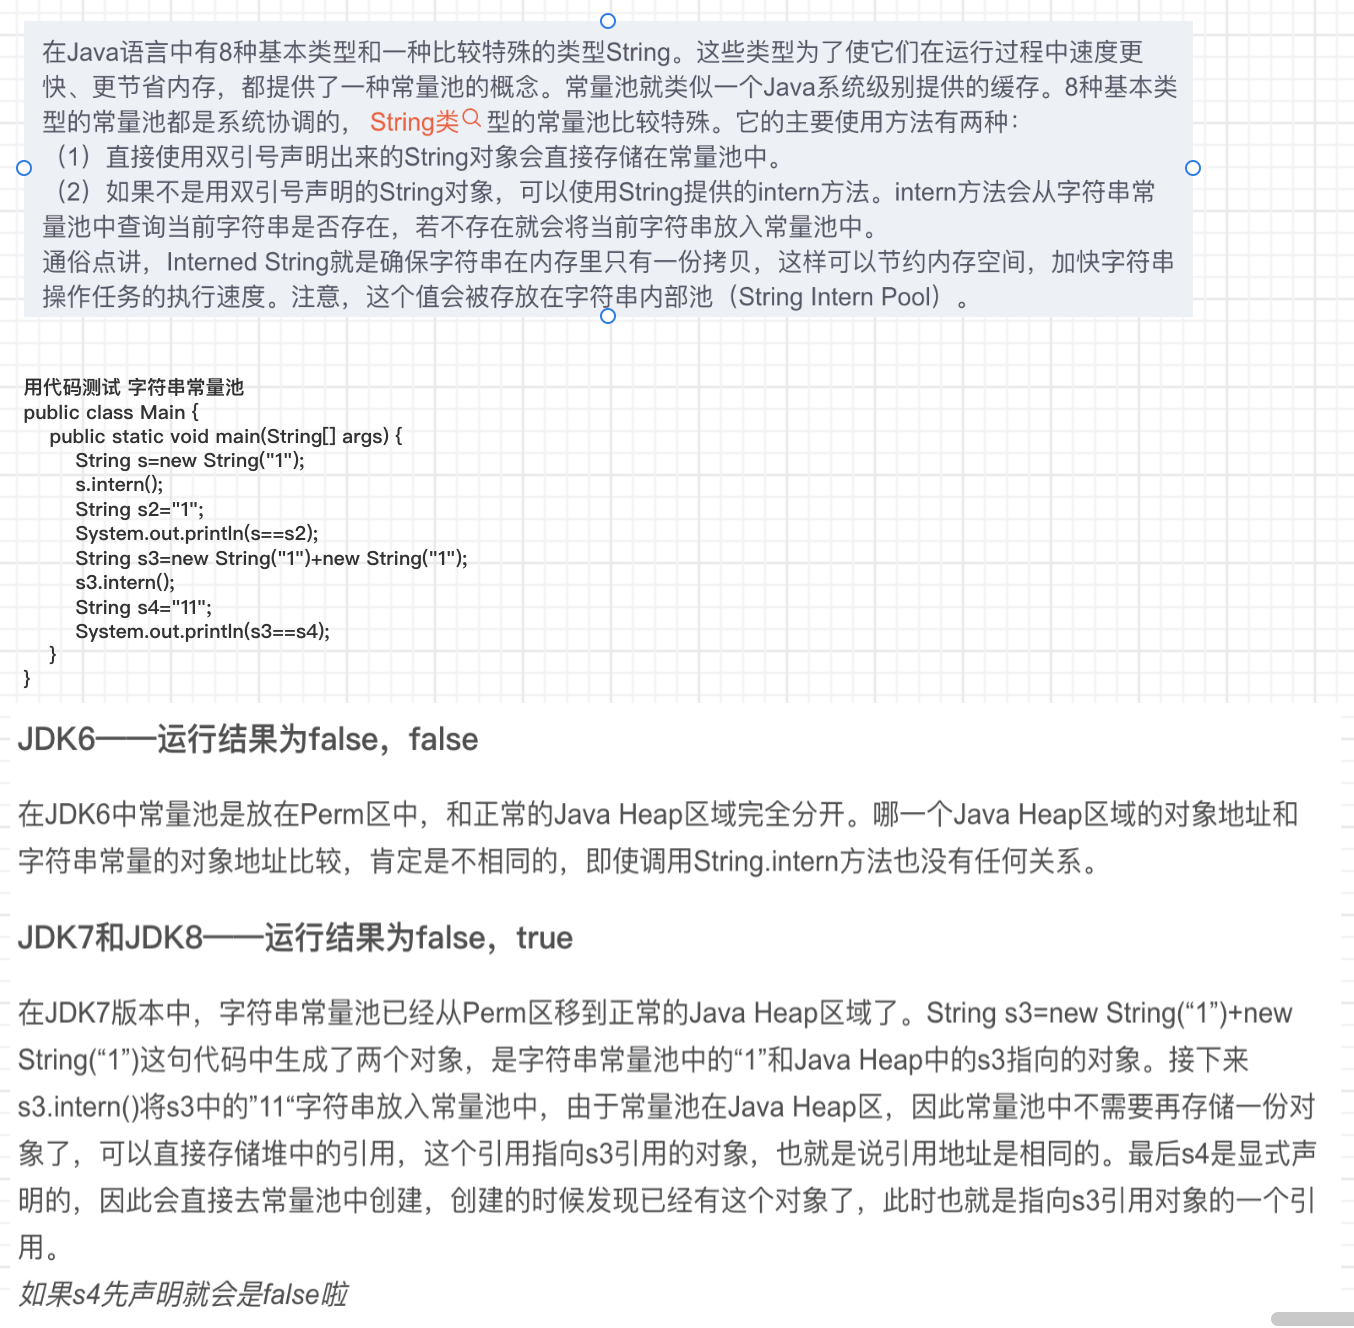 在Java语言中有8种基本类型和一种比较特殊的类型String。这些类型为了使它们在运行过程中速度更
快、更节省内存，都提供了一种常量池的概念。常量池就类似一个Java系统级别提供的缓存。8种基本类
型的常量池都是系统协调的， String类型的常量池比较特殊。它的主要使用方法有两种：
（1）直接使用双引号声明出来的String对象会直接存储在常量池中。
（2）如果不是用双引号声明的String对象，可以使用String提供的intern方法。intern方法会从字符串常
量池中查询当前字符串是否存在，若不存在就会将当前字符串放入常量池中。
通俗点讲，Interned String就是确保字符串在内存里只有一份拷贝，这样可以节约内存空间，加快字符串
操作任务的执行速度。注意，这个值会被存放在字符串内部池（String Intern Pool）。
用代码测试 字符串常量池
public class Main {
public static void main(String[] args) {
String s=new String("1");
s.intern();
String s2="1";
System.out.println(s==s2);
String s3=new String("1")+new String("1");
s3.intern();
String s4="11";
System.out.println(s3==s4);
}
}
JDK6——运行结果为false，false
在JDK6中常量池是放在Perm区中，和正常的Java Heap区域完全分开。哪一个Java Heap区域的对象地址和
字符串常量的对象地址比较，肯定是不相同的，即使调用String.intern方法也没有任何关系。
JDK7和JDK8——运行结果为false，true
在JDK7版本中，字符串常量池已经从Perm区移到正常的Java Heap区域了。String s3=new String(“1”)+new
String(“1”)这句代码中生成了两个对象，是字符串常量池中的“1”和Java Heap中的s3指向的对象。接下来
s3.intern()将s3中的”11“字符串放入常量池中，由于常量池在Java Heap区，因此常量池中不需要再存储一份对
象了，可以直接存储堆中的引用，这个引用指向s3引用的对象，也就是说引用地址是相同的。最后s4是显式声
明的，因此会直接去常量池中创建，创建的时候发现已经有这个对象了，此时也就是指向s3引用对象的一个引
用。
如果s4先声明就会是false啦